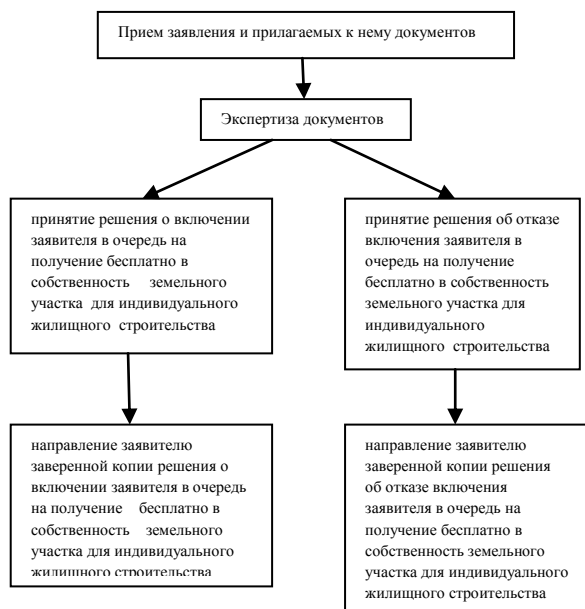 Прием заявления и прилагаемых к нему документов
Экспертиза документов
принятие решения о включении
заявителя в очередь на
получение бесплатно в
собственность земельного
участка для индивидуального
жилищного строительства
принятие решения об отказе
включения заявителя в
очередь на получение
бесплатно в собственность
земельного участка для
индивидуального
жилищного строительства
направление заявителю
заверенной копии решения о
включении заявителя в очередь
на получение бесплатно в
собственность земельного
участка для индивидуального
жилищного строительства
направление заявителю
заверенной копии решения
об отказе включения
заявителя в очередь на
получение бесплатно в
собственность земельного
участка для индивидуального
жилищного строительства